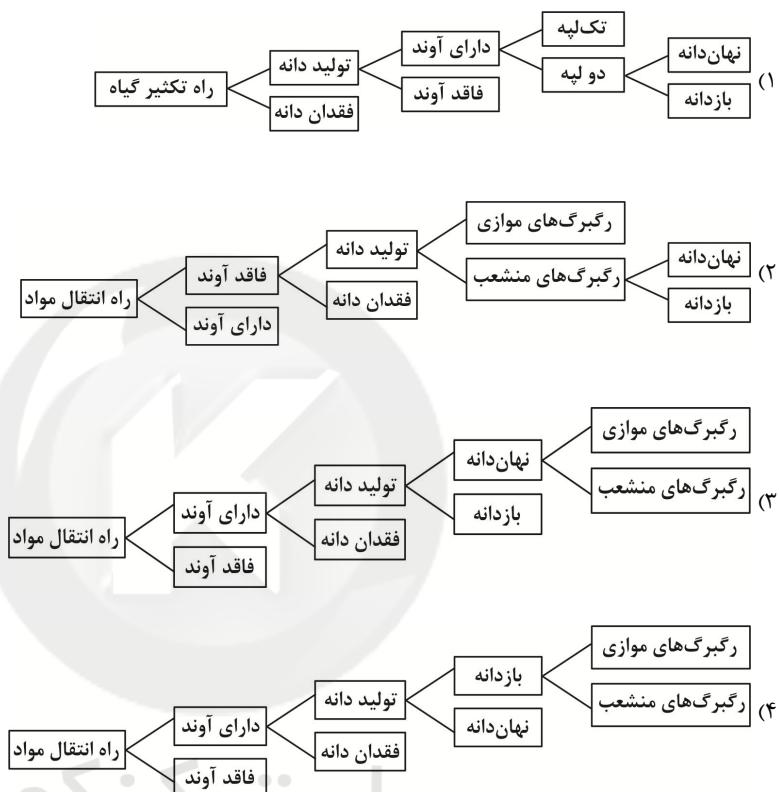 ۱)
راه تکثیر گیاه
تولید دانه
فقدان دانه
دارای آوند
فاقد آوند
تک‌لپه
دو لپه
نهان‌دانه
بازدانه
۲)
راه انتقال مواد
فاقد آوند
دارای آوند
تولید دانه
فقدان دانه
رگبرگ‌های موازی
رگبرگ‌های منشعب
نهان‌دانه
بازدانه
۳)
راه انتقال مواد
دارای آوند
فاقد آوند
تولید دانه
فقدان دانه
نهان‌دانه
بازدانه
رگبرگ‌های موازی
رگبرگ‌های منشعب
۴)
راه انتقال مواد
دارای آوند
فاقد آوند
تولید دانه
فقدان دانه
بازدانه
نهان‌دانه
رگبرگ‌های موازی
رگبرگ‌های منشعب